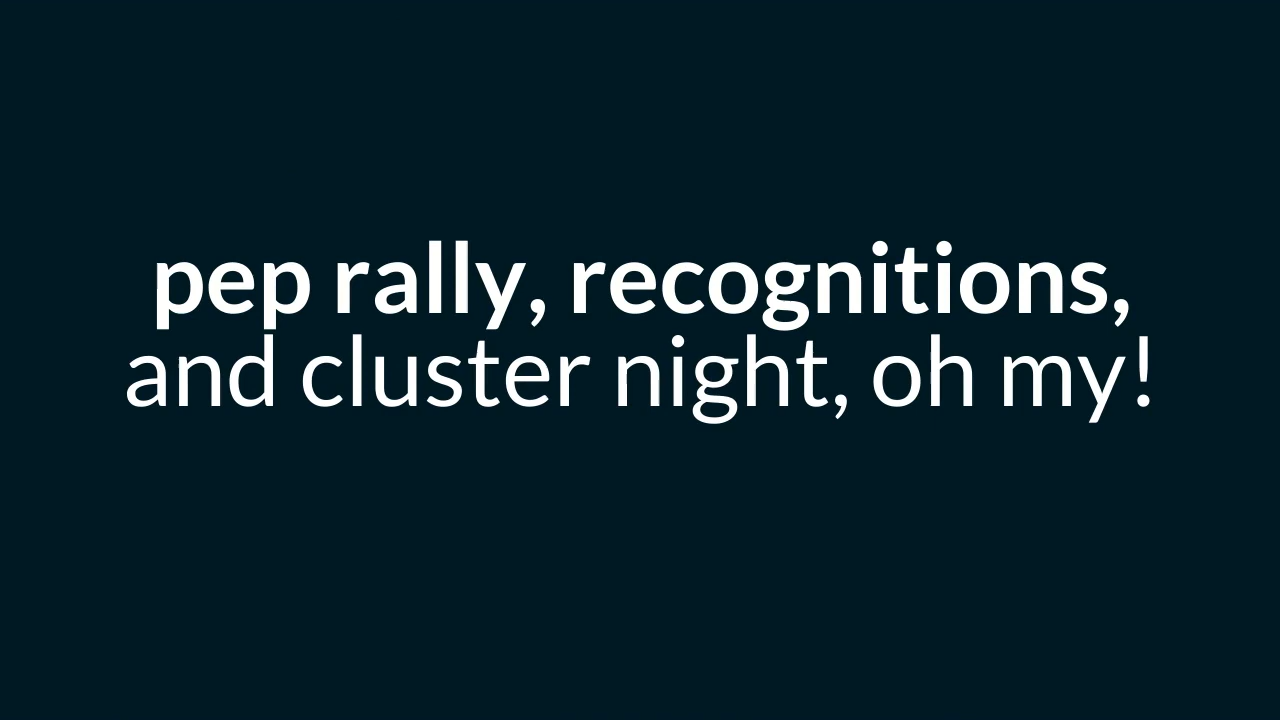 pep rally, recognitions,
and cluster night, oh my!